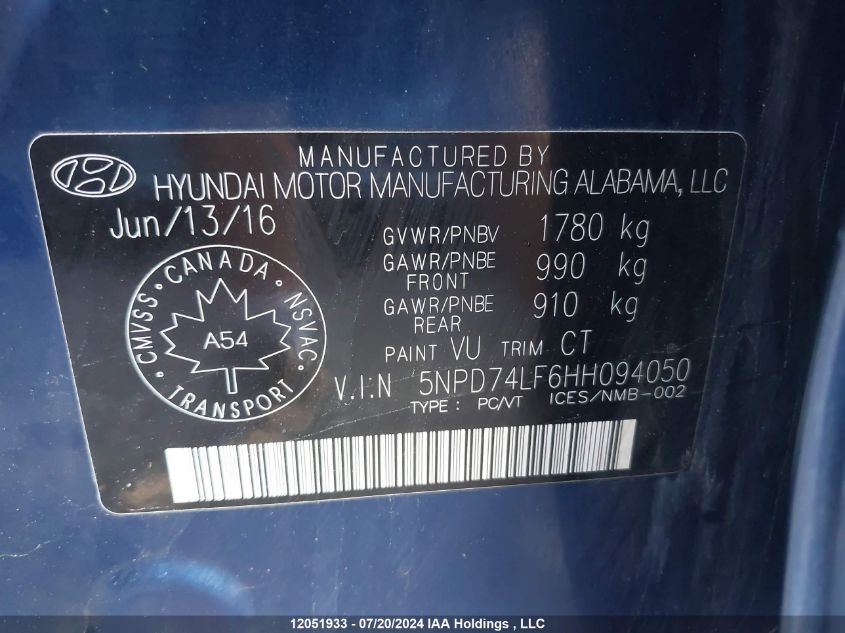 MANUFACTURED BY
HYUNDAI MOTOR MANUFACTURING ALABAMA, LLC
Jun/13/16
GVWR/PNBV 1780 kg
GAWR/PNBE FRONT 990 kg
GAWR/PNBE REAR 910 kg
CANADA
CMVSS · NSVAC
A54
TRANSPORT
PAINT VU TRIM CT
V.I.N 5NPD74LF6HH094050
TYPE : PC/VT ICES/NMB-002
12051933 - 07/20/2024 IAA Holdings , LLC